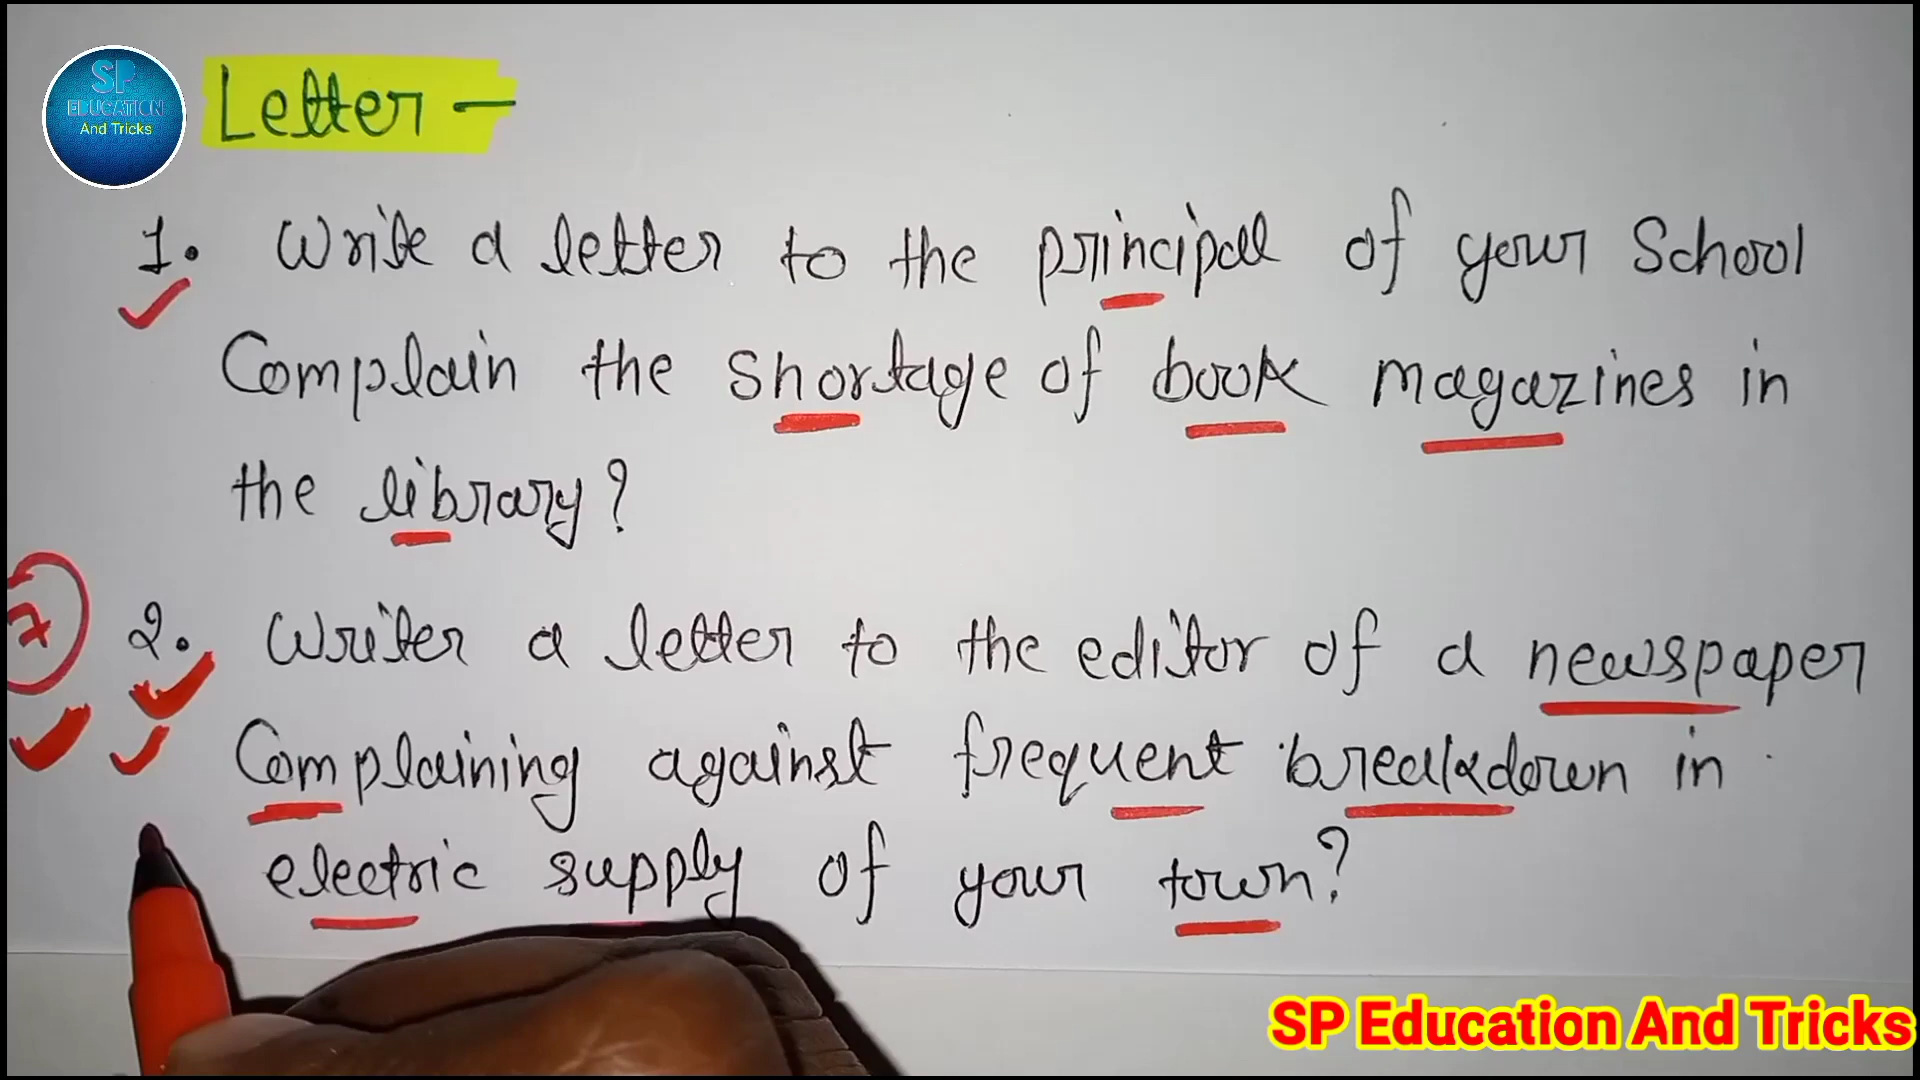 SP
EDUCATION
And Tricks
Letter -
1. Write a letter to the principal of your School
Complain the shortage of book magazines in
the library?
7
2. Writer a letter to the editor of a newspaper
Complaining against frequent breakdown in
electric supply of your town?
SP Education And Tricks